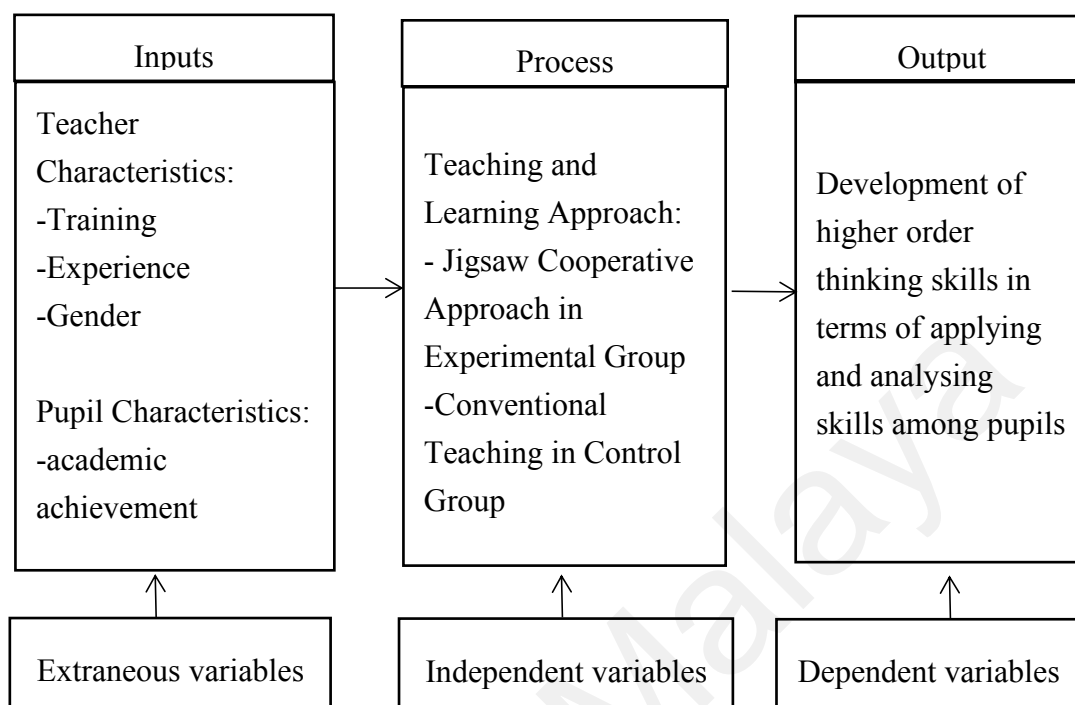 Inputs
Teacher
Characteristics:
-Training
-Experience
-Gender
Pupil Characteristics:
-academic
achievement
Extraneous variables
Process
Teaching and
Learning Approach:
- Jigsaw Cooperative
Approach in
Experimental Group
-Conventional
Teaching in Control
Group
Independent variables
Output
Development of
higher order
thinking skills in
terms of applying
and analysing
skills among pupils
Dependent variables
Malaya